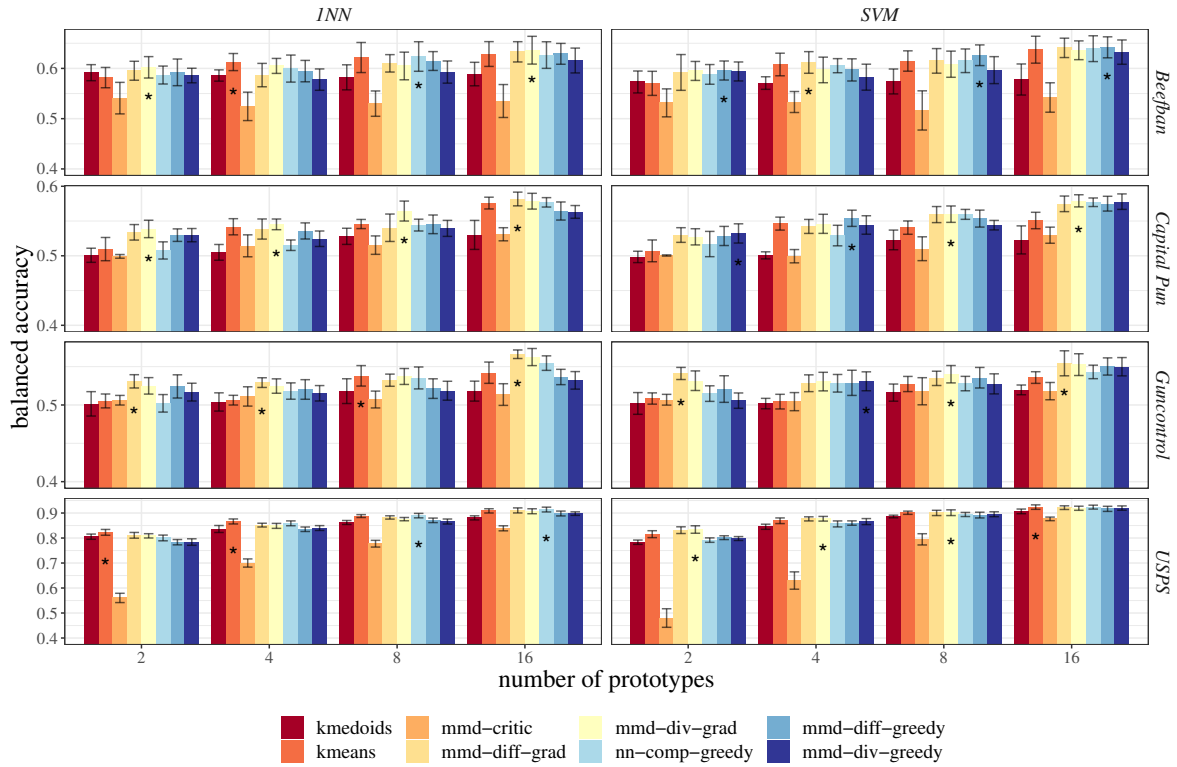 1NN SVM
0.6
0.5
0.4
Beefban
0.6
0.5
0.4
Capital Pun
0.5
0.4
Guncontrol
0.9
0.8
0.7
0.6
0.5
0.4
USPS
balanced accuracy
2 4 8 16 2 4 8 16
number of prototypes
kmedoids mmd−critic mmd−div−grad mmd−diff−greedy
kmeans mmd−diff−grad nn−comp−greedy mmd−div−greedy